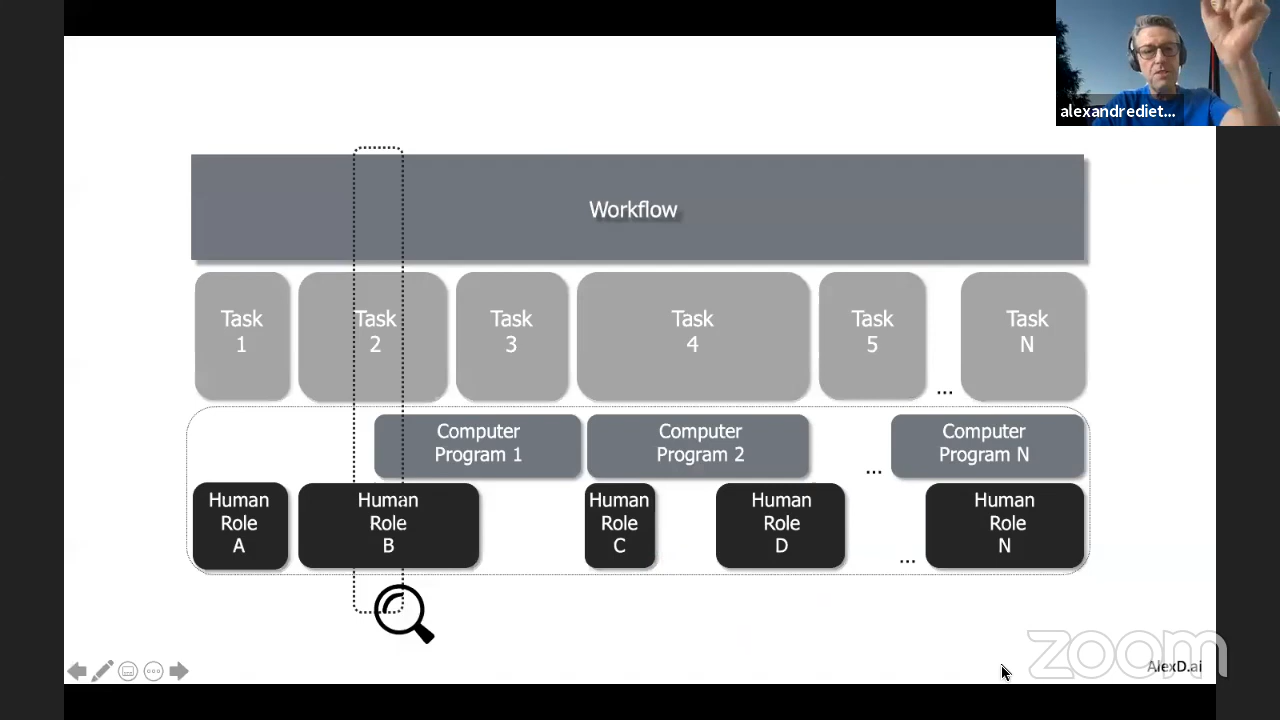 alexandrediet...
Workflow
Task
1
Task
2
Task
3
Task
4
Task
5
...
Task
N
Computer
Program 1
Computer
Program 2
...
Computer
Program N
Human
Role
A
Human
Role
B
Human
Role
C
Human
Role
D
...
Human
Role
N
zoom
AlexD.ai